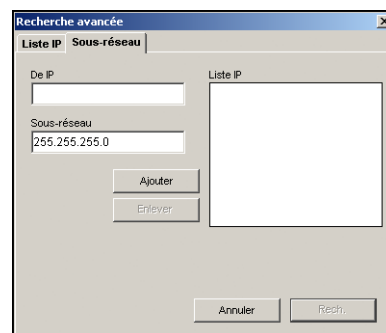 Recherche avancée
Liste IP Sous-réseau
De IP
Liste IP
Sous-réseau
255.255.255.0
Ajouter
Enlever
Annuler Rech.